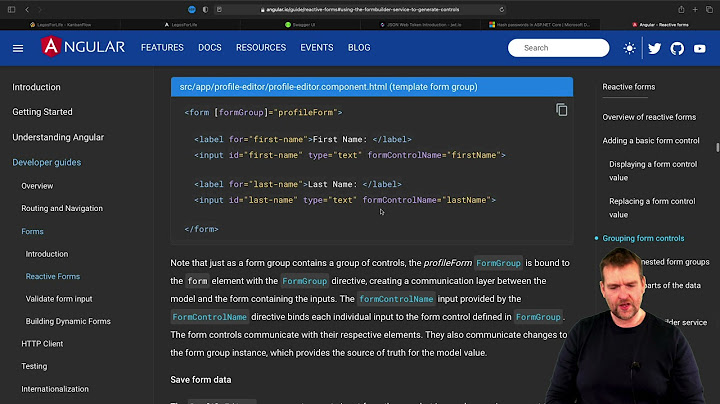 angular.io/guide/reactive-forms#using-the-formbuilder-service-to-generate-controls
LeposForLife - KanbanFlow
LeposForLife
Swagger UI
JSON Web Token Introduction - jwt.io
Hash passwords in ASP.NET Core | Microsoft D...
Angular - Reactive forms
ANGULAR
FEATURES
DOCS
RESOURCES
EVENTS
BLOG
Search
Introduction
Getting Started
Understanding Angular
Developer guides
Overview
Routing and Navigation
Forms
Introduction
Reactive Forms
Validate form input
Building Dynamic Forms
HTTP Client
Testing
Internationalization
src/app/profile-editor/profile-editor.component.html (template form group)
<form [formGroup]="profileForm">
<label for="first-name">First Name: </label>
<input id="first-name" type="text" formControlName="firstName">
<label for="last-name">Last Name: </label>
<input id="last-name" type="text" formControlName="lastName">
</form>
Note that just as a form group contains a group of controls, the profileForm FormGroup is bound to
the form element with the FormGroup directive, creating a communication layer between the
model and the form containing the inputs. The formControlName input provided by the
FormControlName directive binds each individual input to the form control defined in FormGroup.
The form controls communicate with their respective elements. They also communicate changes to
the form group instance, which provides the source of truth for the model value.
Save form data
Reactive forms
Overview of reactive forms
Adding a basic form control
Displaying a form control
value
Replacing a form control
value
Grouping form controls
nested form groups
arts of the data
uilder service